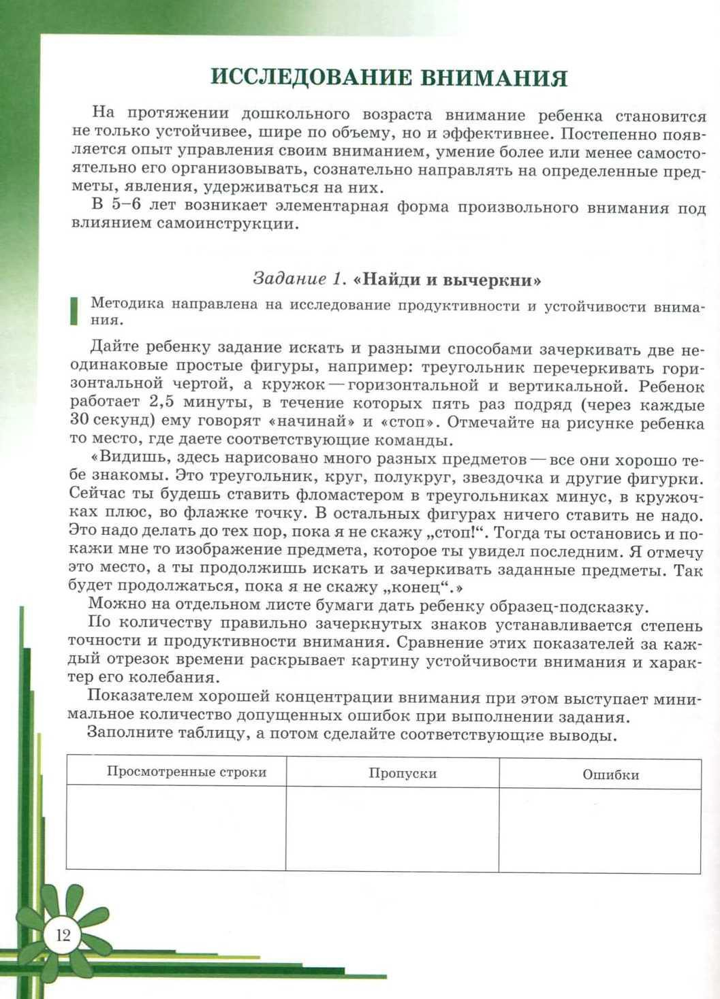 ИССЛЕДОВАНИЕ ВНИМАНИЯ
На протяжении дошкольного возраста внимание ребенка становится
не только устойчивее, шире по объему, но и эффективнее. Постепенно появ-
ляется опыт управления своим вниманием, умение более или менее самосто-
ятельно его организовывать, сознательно направлять на определенные пред-
меты, явления, удерживаться на них.
В 5–6 лет возникает элементарная форма произвольного внимания под
влиянием самоинструкции.
Задание 1. «Найди и вычеркни»
Методика направлена на исследование продуктивности и устойчивости внима-
ния.
Дайте ребенку задание искать и разными способами зачеркивать две не-
одинаковые простые фигуры, например: треугольник перечеркивать гори-
зонтальной чертой, а кружок — горизонтальной и вертикальной. Ребенок
работает 2,5 минуты, в течение которых пять раз подряд (через каждые
30 секунд) ему говорят «начинай» и «стоп». Отмечайте на рисунке ребенка
то место, где даете соответствующие команды.
«Видишь, здесь нарисовано много разных предметов — все они хорошо те-
бе знакомы. Это треугольник, круг, полукруг, звездочка и другие фигурки.
Сейчас ты будешь ставить фломастером в треугольниках минус, в кружоч-
ках плюс, во флажке точку. В остальных фигурах ничего ставить не надо.
Это надо делать до тех пор, пока я не скажу „стоп!“. Тогда ты остановись и по-
кажи мне то изображение предмета, которое ты увидел последним. Я отмечу
это место, а ты продолжишь искать и зачеркивать заданные предметы. Так
будет продолжаться, пока я не скажу „конец“.»
Можно на отдельном листе бумаги дать ребенку образец-подсказку.
По количеству правильно зачеркнутых знаков устанавливается степень
точности и продуктивности внимания. Сравнение этих показателей за каж-
дый отрезок времени раскрывает картину устойчивости внимания и харак-
тер его колебания.
Показателем хорошей концентрации внимания при этом выступает мини-
мальное количество допущенных ошибок при выполнении задания.
Заполните таблицу, а потом сделайте соответствующие выводы.
Просмотренные строки Пропуски Ошибки
12